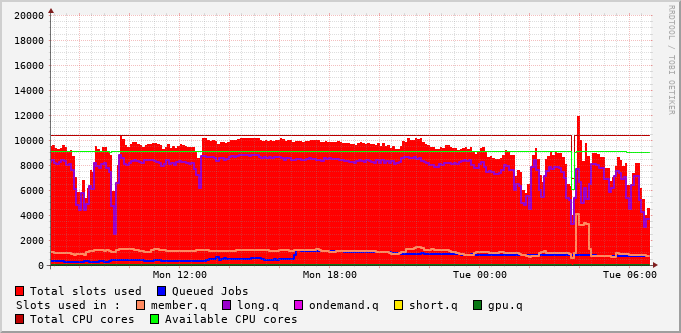 20000
18000
16000
14000
12000
10000
8000
6000
4000
2000
0
Mon 12:00 Mon 18:00 Tue 00:00 Tue 06:00
RRDTOOL / TOBI OETIKER
Total slots used Queued Jobs
Slots used in : member.q long.q ondemand.q short.q gpu.q
Total CPU cores Available CPU cores